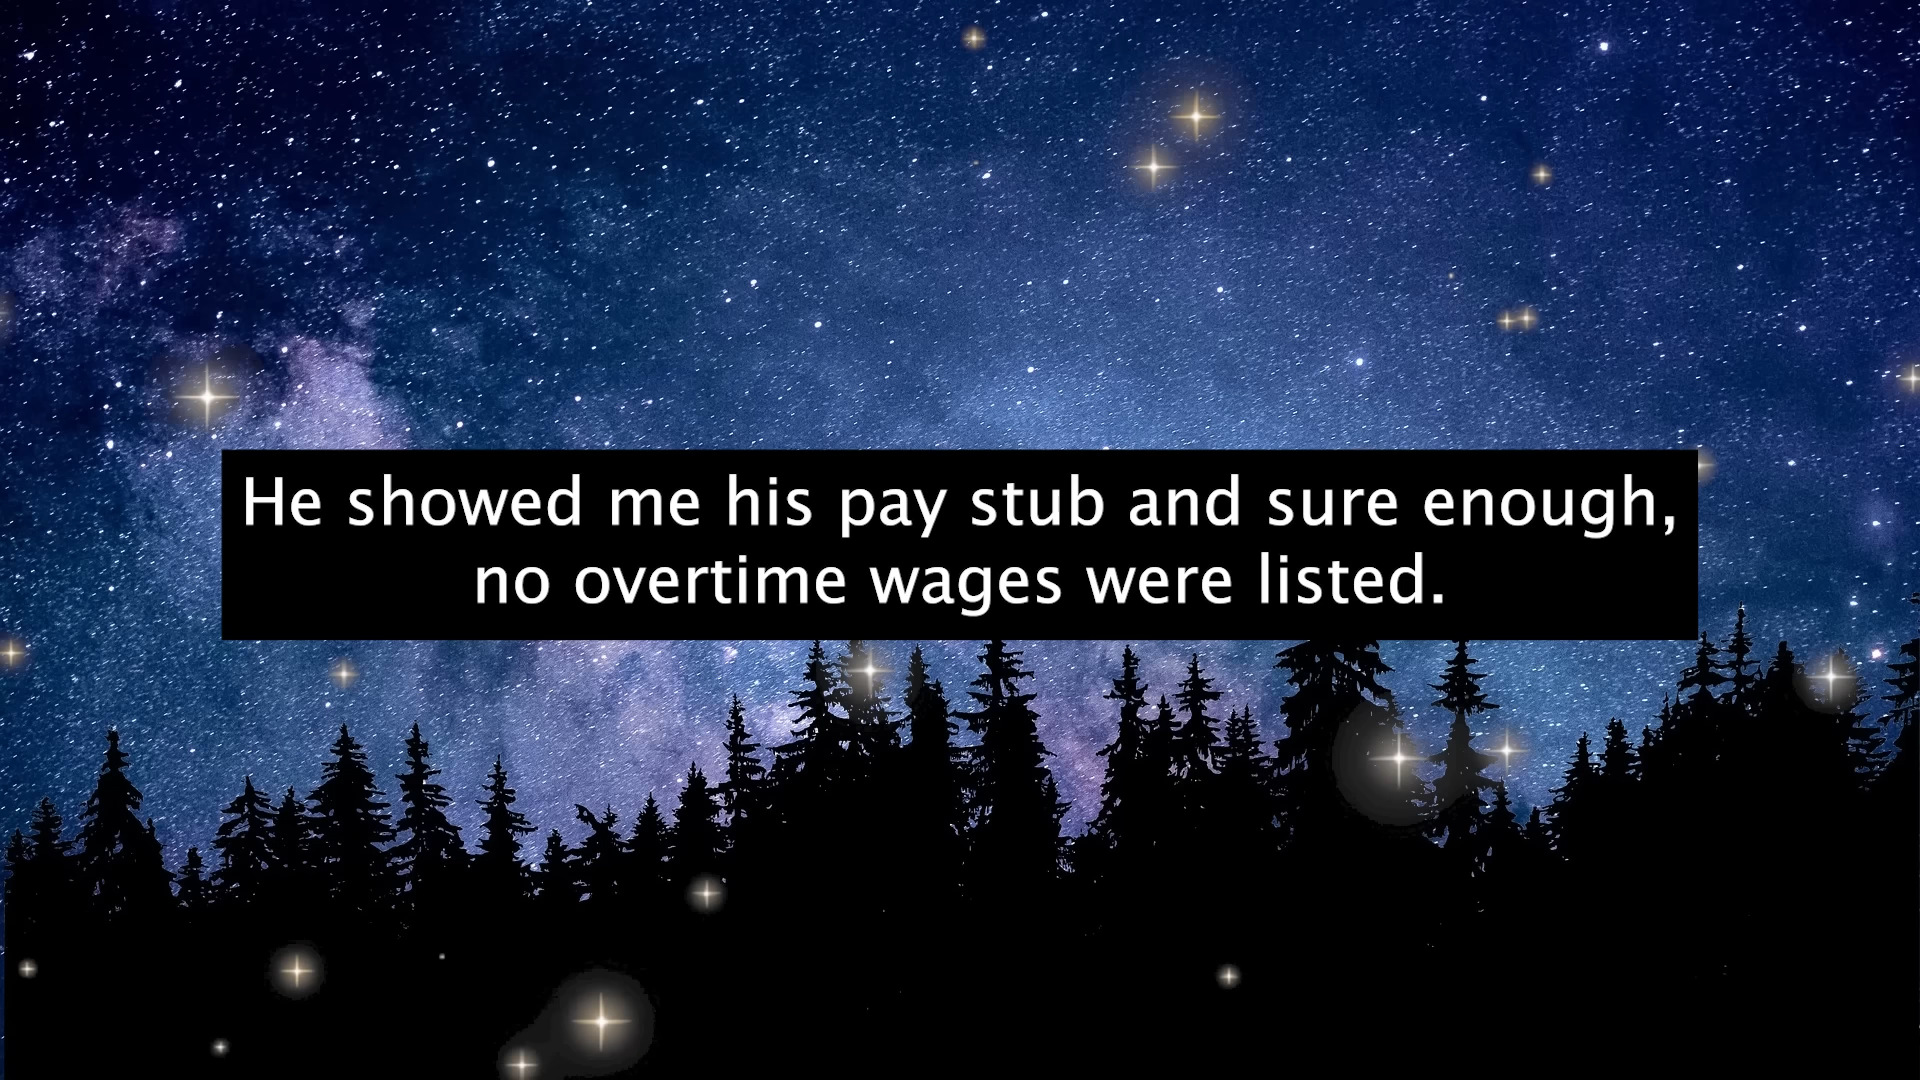 He showed me his pay stub and sure enough,
no overtime wages were listed.